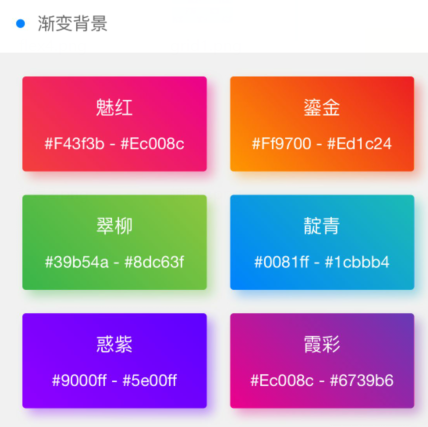 渐变背景
魅红
#F43f3b - #Ec008c
鎏金
#Ff9700 - #Ed1c24
翠柳
#39b54a - #8dc63f
靛青
#0081ff - #1cbbb4
惑紫
#9000ff - #5e00ff
霞彩
#Ec008c - #6739b6